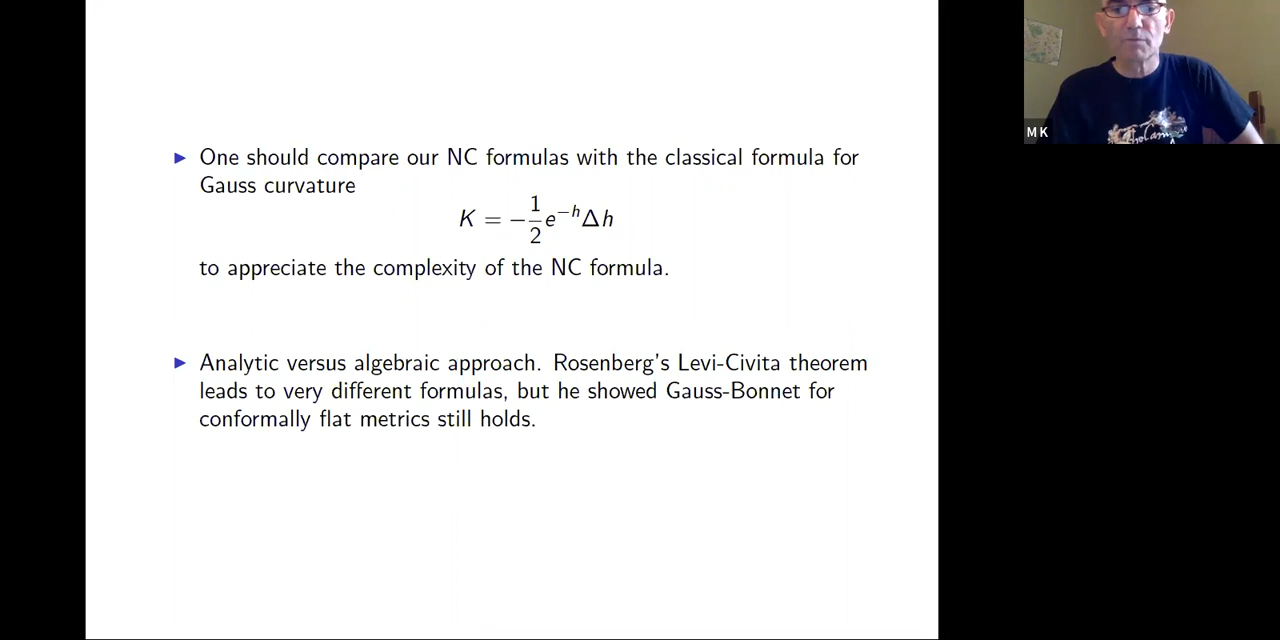 ▶ One should compare our NC formulas with the classical formula for
Gauss curvature
K = −\frac{1}{2}e^{−h}Δh
to appreciate the complexity of the NC formula.
▶ Analytic versus algebraic approach. Rosenberg's Levi-Civita theorem
leads to very different formulas, but he showed Gauss-Bonnet for
conformally flat metrics still holds.
M K